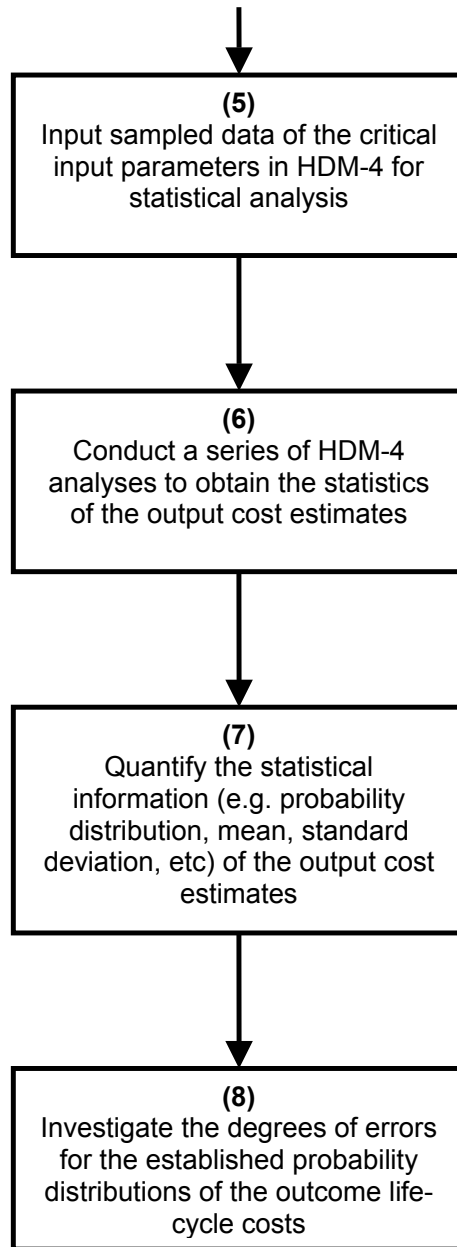 (5)
Input sampled data of the critical
input parameters in HDM-4 for
statistical analysis
(6)
Conduct a series of HDM-4
analyses to obtain the statistics
of the output cost estimates
(7)
Quantify the statistical
information (e.g. probability
distribution, mean, standard
deviation, etc) of the output cost
estimates
(8)
Investigate the degrees of errors
for the established probability
distributions of the outcome life-
cycle costs